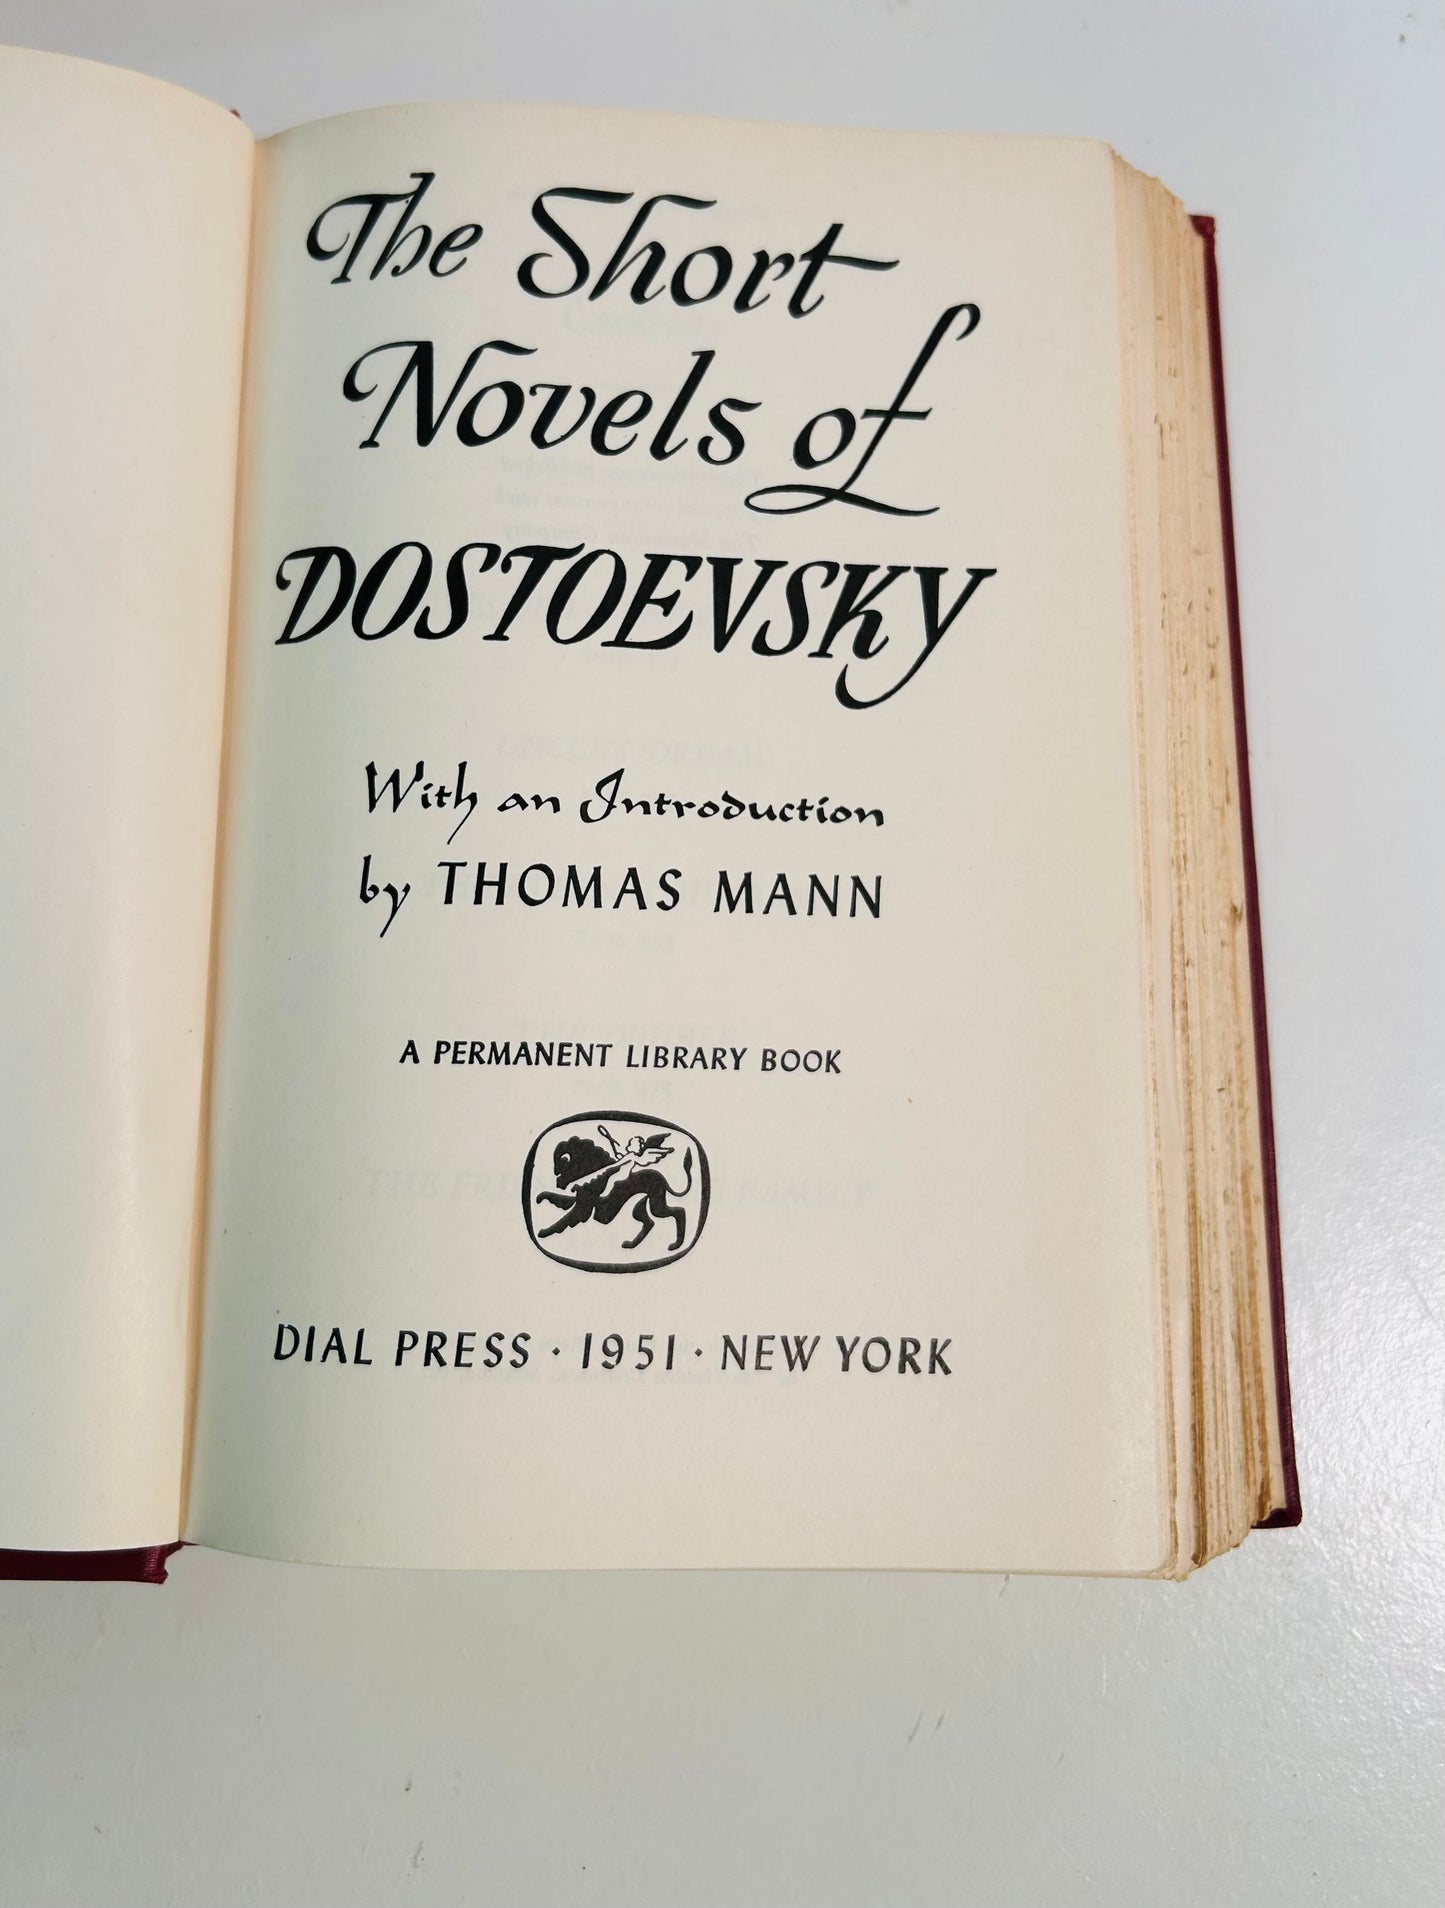 The Short
Novels of
DOSTOEVSKY
With an Introduction
by THOMAS MANN
A PERMANENT LIBRARY BOOK
DIAL PRESS · 1951 · NEW YORK